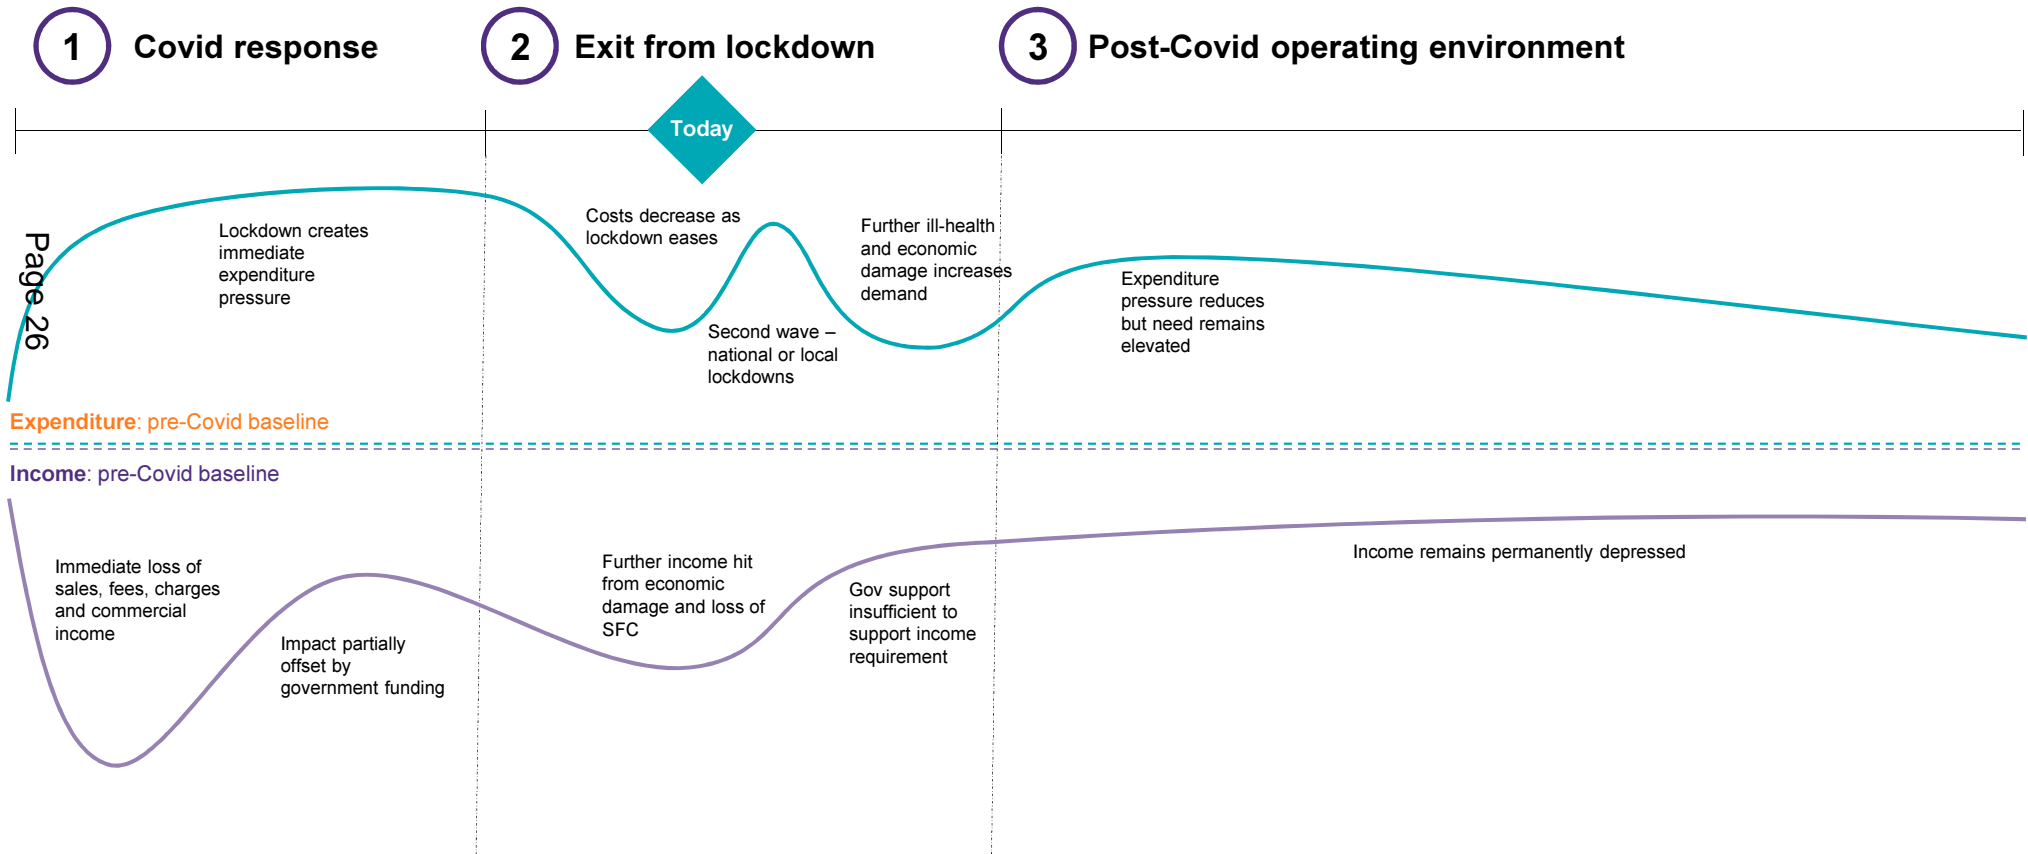 1 Covid response
2 Exit from lockdown
3 Post-Covid operating environment
Today
Page 26
Lockdown creates
immediate
expenditure
pressure
Costs decrease as
lockdown eases
Second wave –
national or local
lockdowns
Further ill-health
and economic
damage increases
demand
Expenditure
pressure reduces
but need remains
elevated
Expenditure: pre-Covid baseline
Income: pre-Covid baseline
Immediate loss of
sales, fees, charges
and commercial
income
Impact partially
offset by
government funding
Further income hit
from economic
damage and loss of
SFC
Gov support
insufficient to
support income
requirement
Income remains permanently depressed